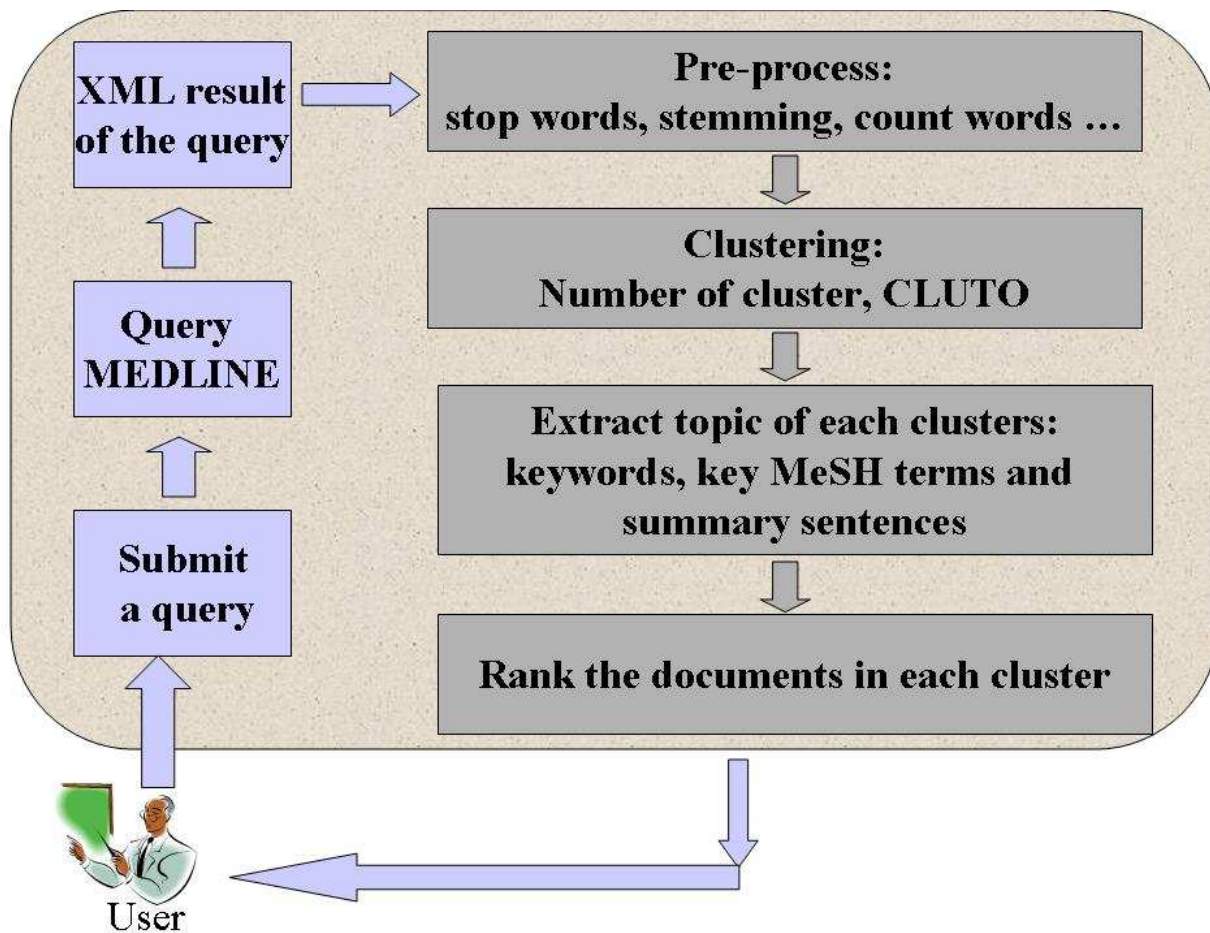 XML result
of the query
Pre-process:
stop words, stemming, count words ...
Clustering:
Number of cluster, CLUTO
Query
MEDLINE
Extract topic of each clusters:
keywords, key MeSH terms and
summary sentences
Submit
a query
Rank the documents in each cluster
User